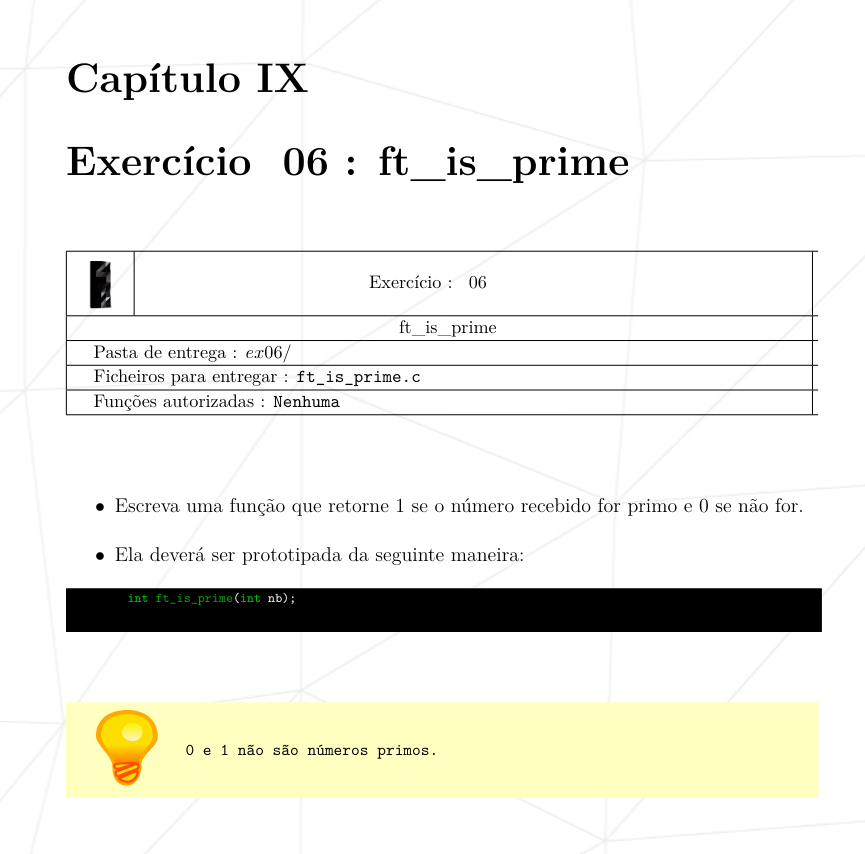 Capítulo IX
Exercício 06 : ft_is_prime
Exercício : 06
ft_is_prime
Pasta de entrega : ex06/
Ficheiros para entregar : ft_is_prime.c
Funções autorizadas : Nenhuma
• Escreva uma função que retorne 1 se o número recebido for primo e 0 se não for.
• Ela deverá ser prototipada da seguinte maneira:
int ft_is_prime(int nb);
0 e 1 não são números primos.